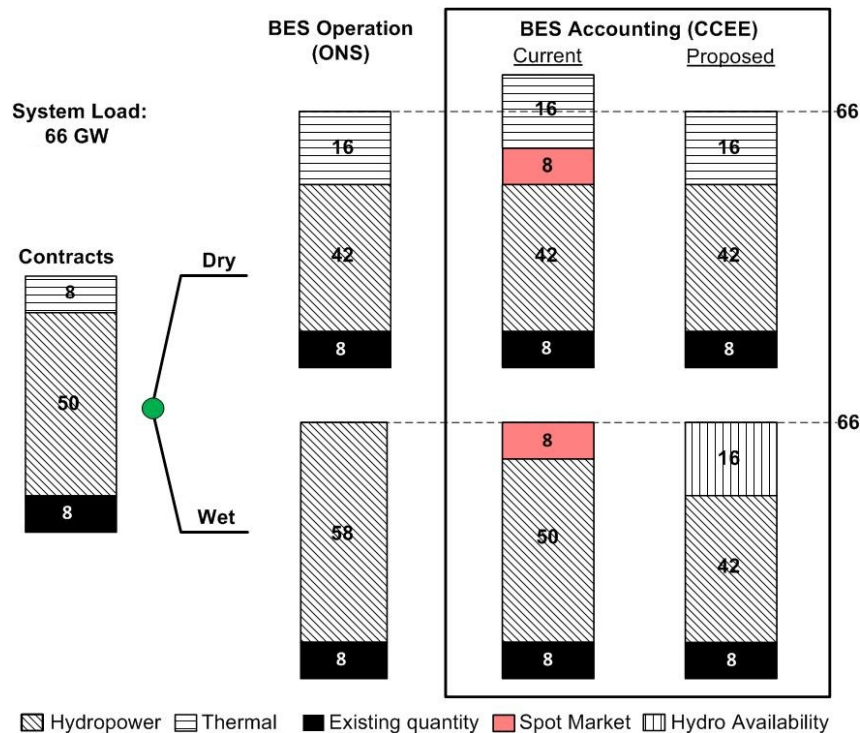 BES Operation
(ONS)
BES Accounting (CCEE)
Current
Proposed
System Load:
66 GW
16
42
8
16
8
42
8
16
42
8
66
Contracts
8
50
8
Dry
Wet
58
8
8
50
8
16
42
8
66
Hydropower
Thermal
Existing quantity
Spot Market
Hydro Availability